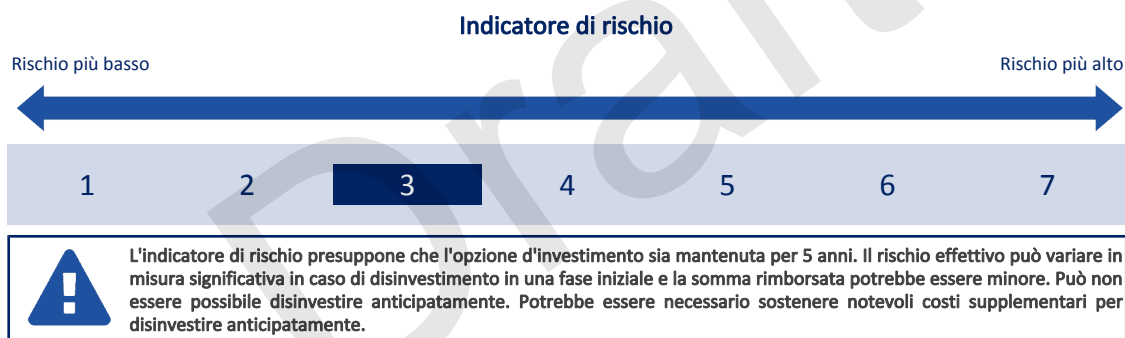 Indicatore di rischio
Rischio più basso
Rischio più alto
1 2 3 4 5 6 7
L'indicatore di rischio presuppone che l'opzione d'investimento sia mantenuta per 5 anni. Il rischio effettivo può variare in
misura significativa in caso di disinvestimento in una fase iniziale e la somma rimborsata potrebbe essere minore. Può non
essere possibile disinvestire anticipatamente. Potrebbe essere necessario sostenere notevoli costi supplementari per
disinvestire anticipatamente.
Draft